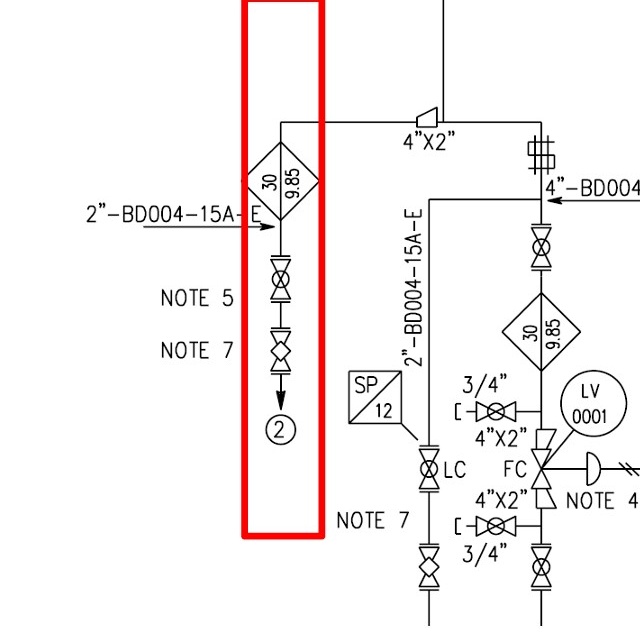 4"X2"
30
9.85
4"-BD004
2"-BD004-15A-E
2"-BD004-15A-E
NOTE 5
NOTE 7
30
9.85
SP
12
3/4"
4"X2"
LV
0001
2
LC
FC
4"X2"
NOTE 4
NOTE 7
3/4"